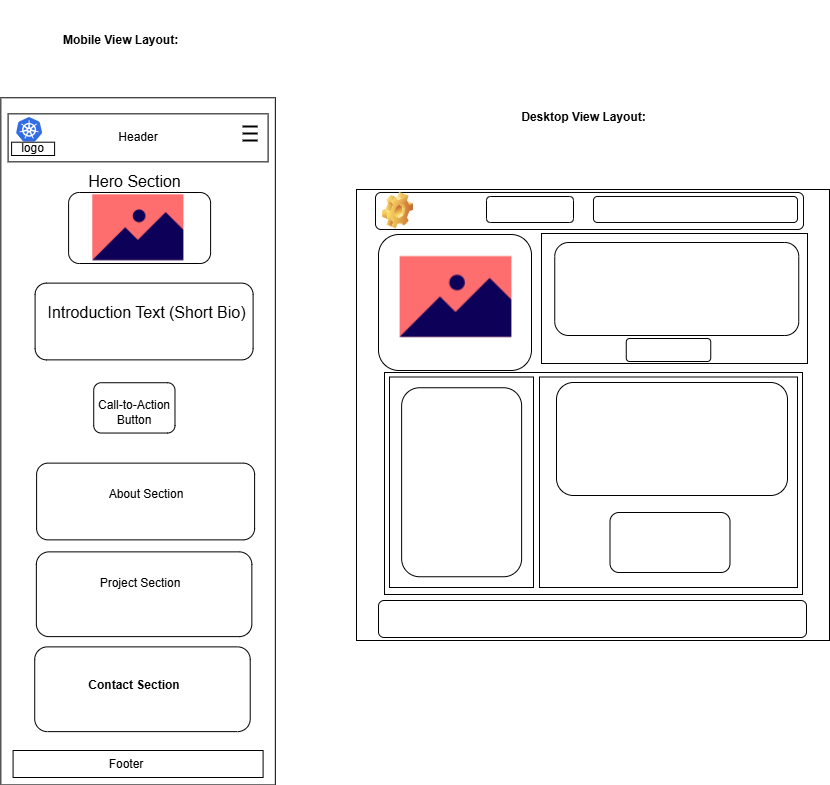 Mobile View Layout:
Desktop View Layout:
Header
logo
Hero Section
Introduction Text (Short Bio)
Call-to-Action
Button
About Section
Project Section
Contact Section
Footer